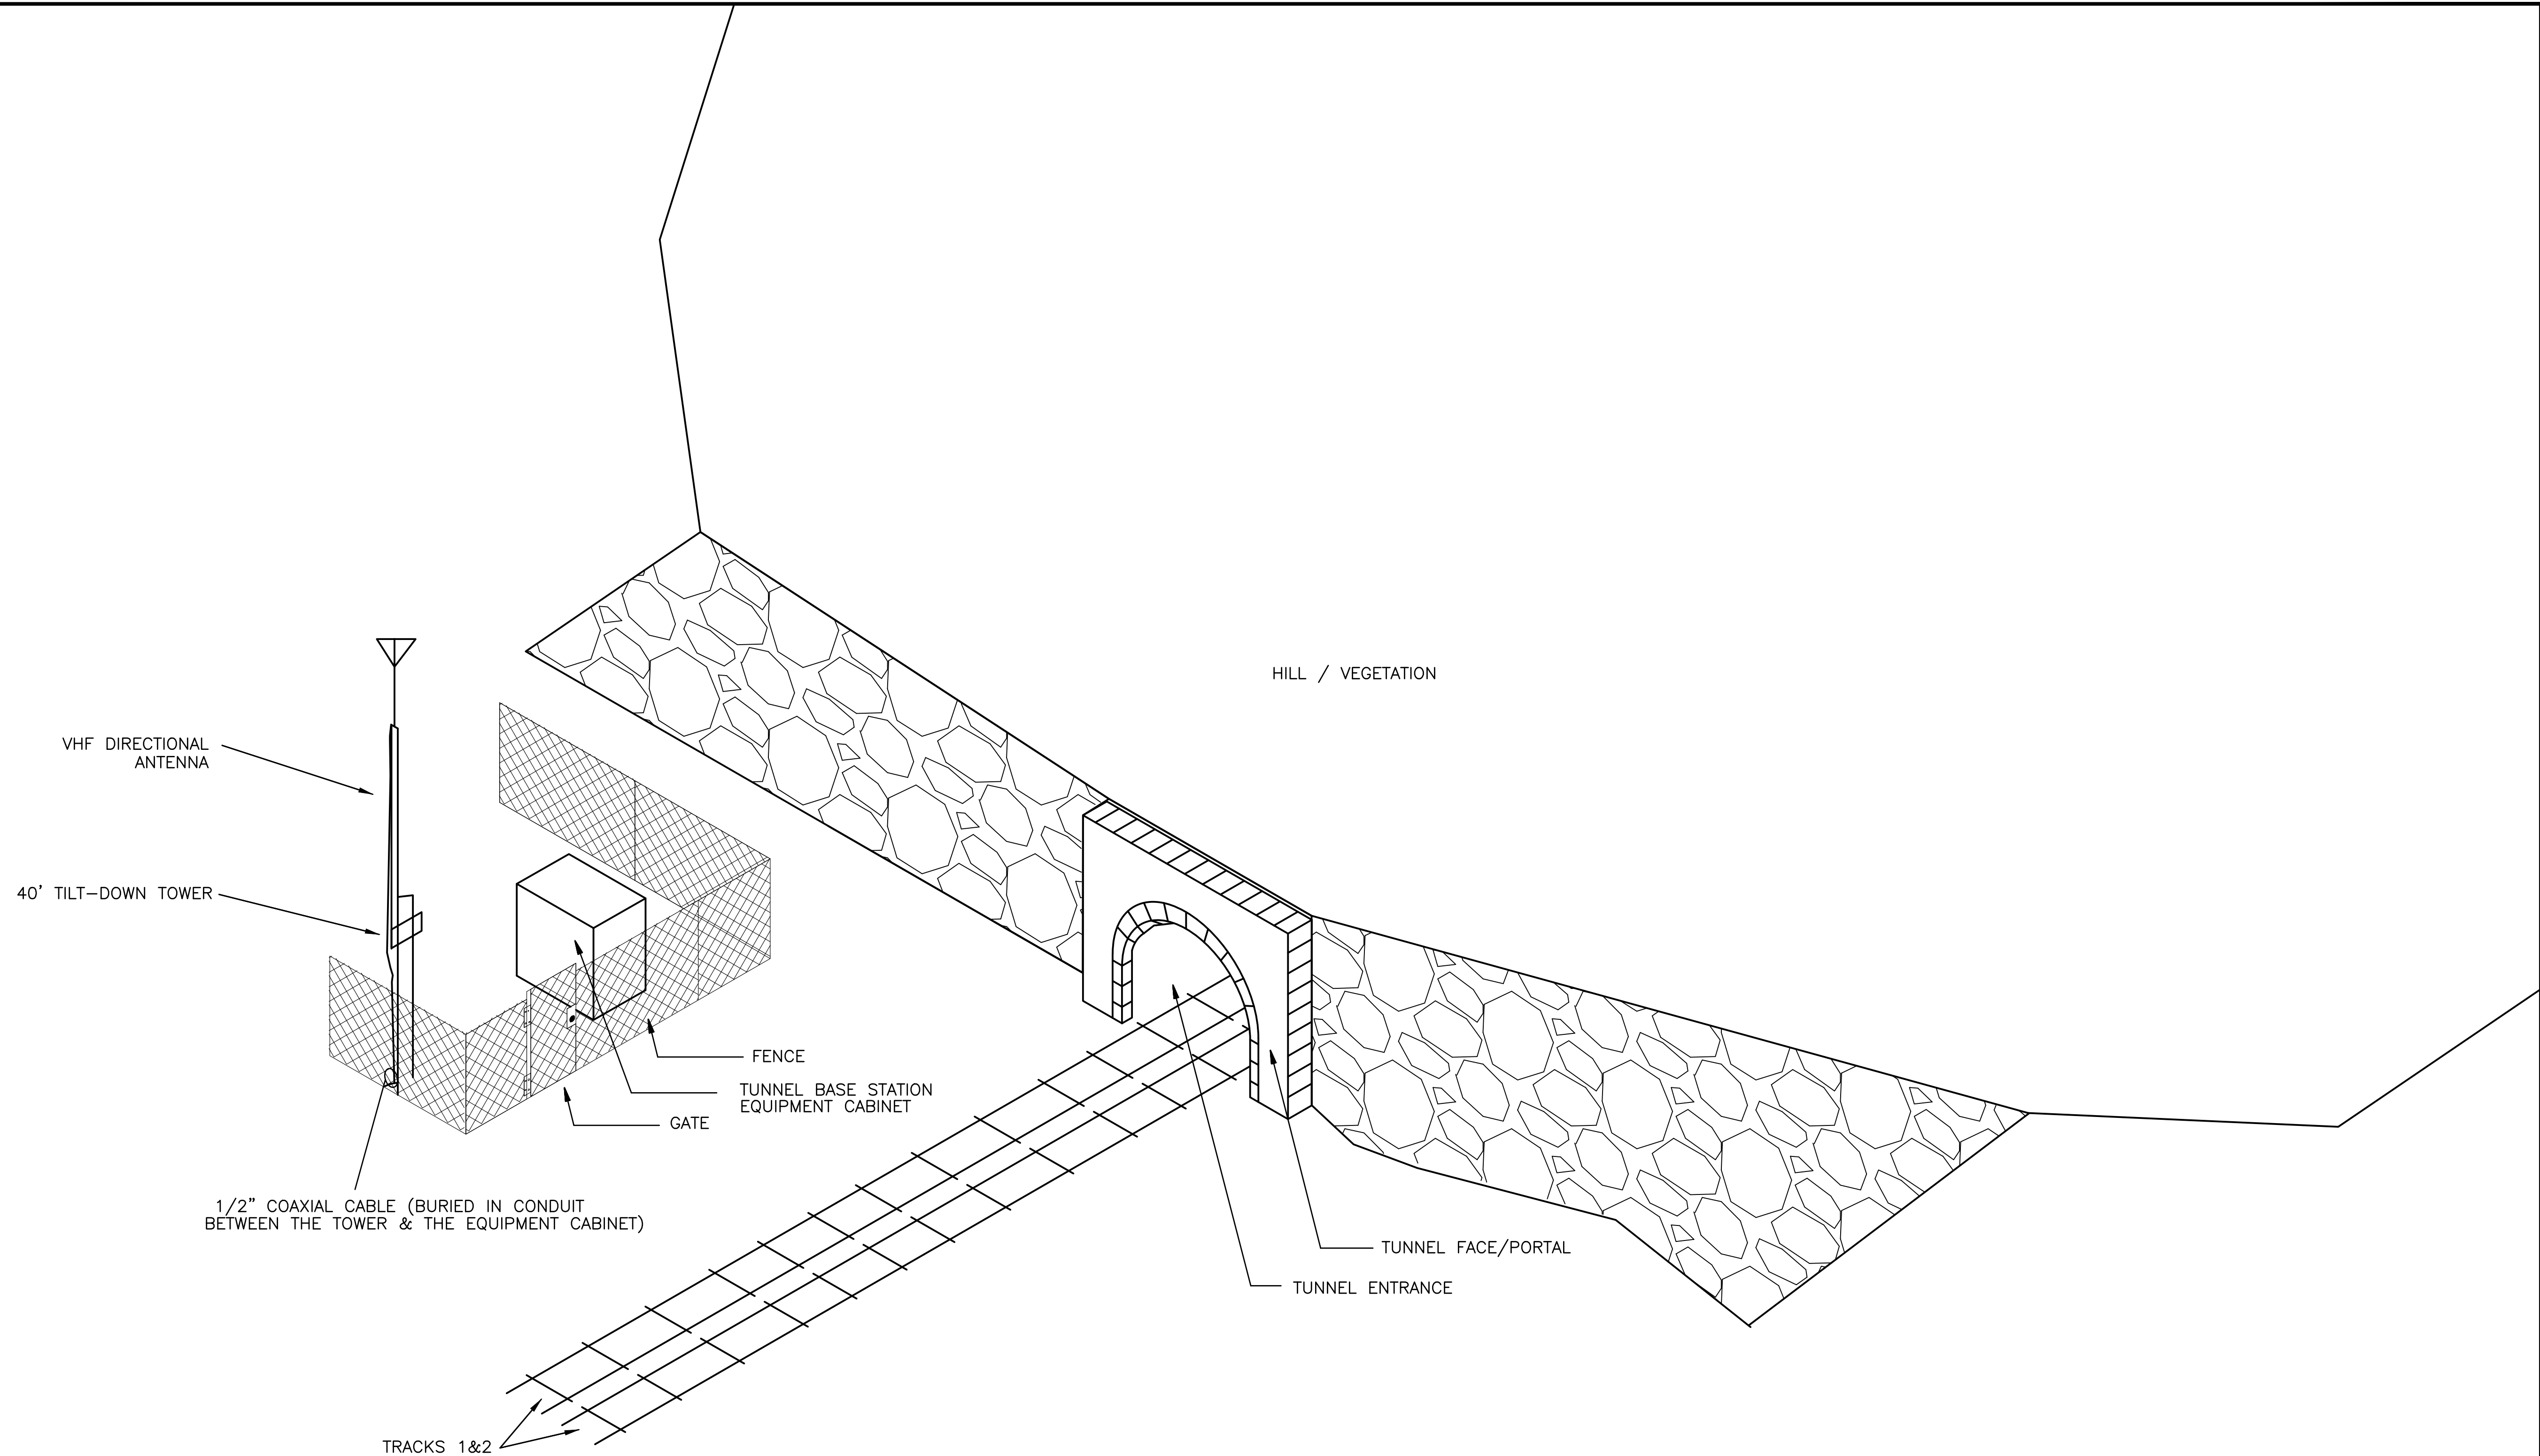 HILL / VEGETATION
VHF DIRECTIONAL
ANTENNA
40' TILT-DOWN TOWER
FENCE
TUNNEL BASE STATION
EQUIPMENT CABINET
GATE
1/2" COAXIAL CABLE (BURIED IN CONDUIT
BETWEEN THE TOWER & THE EQUIPMENT CABINET)
TUNNEL FACE/PORTAL
TUNNEL ENTRANCE
TRACKS 1&2